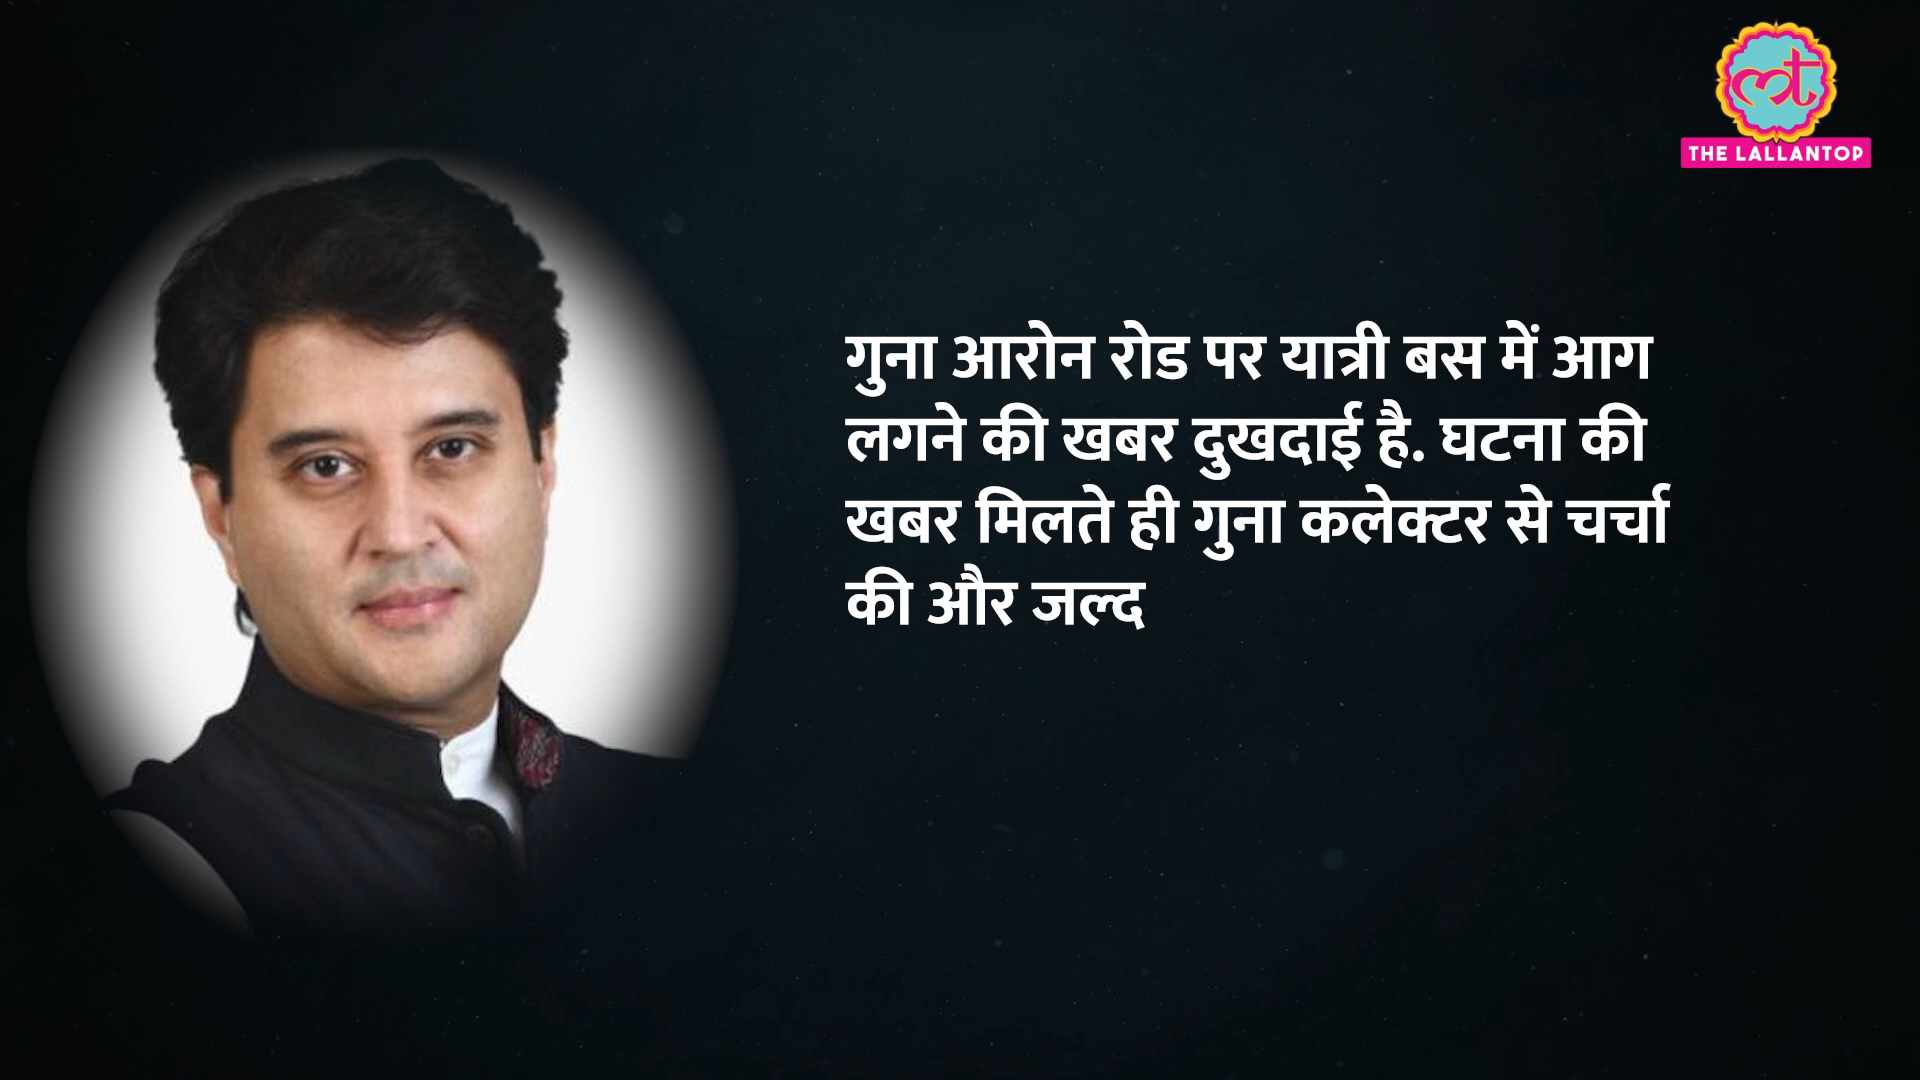 THE LALLANTOP
गुना आरोन रोड पर यात्री बस में आग
लगने की खबर दुखदाई है. घटना की
खबर मिलते ही गुना कलेक्टर से चर्चा
की और जल्द